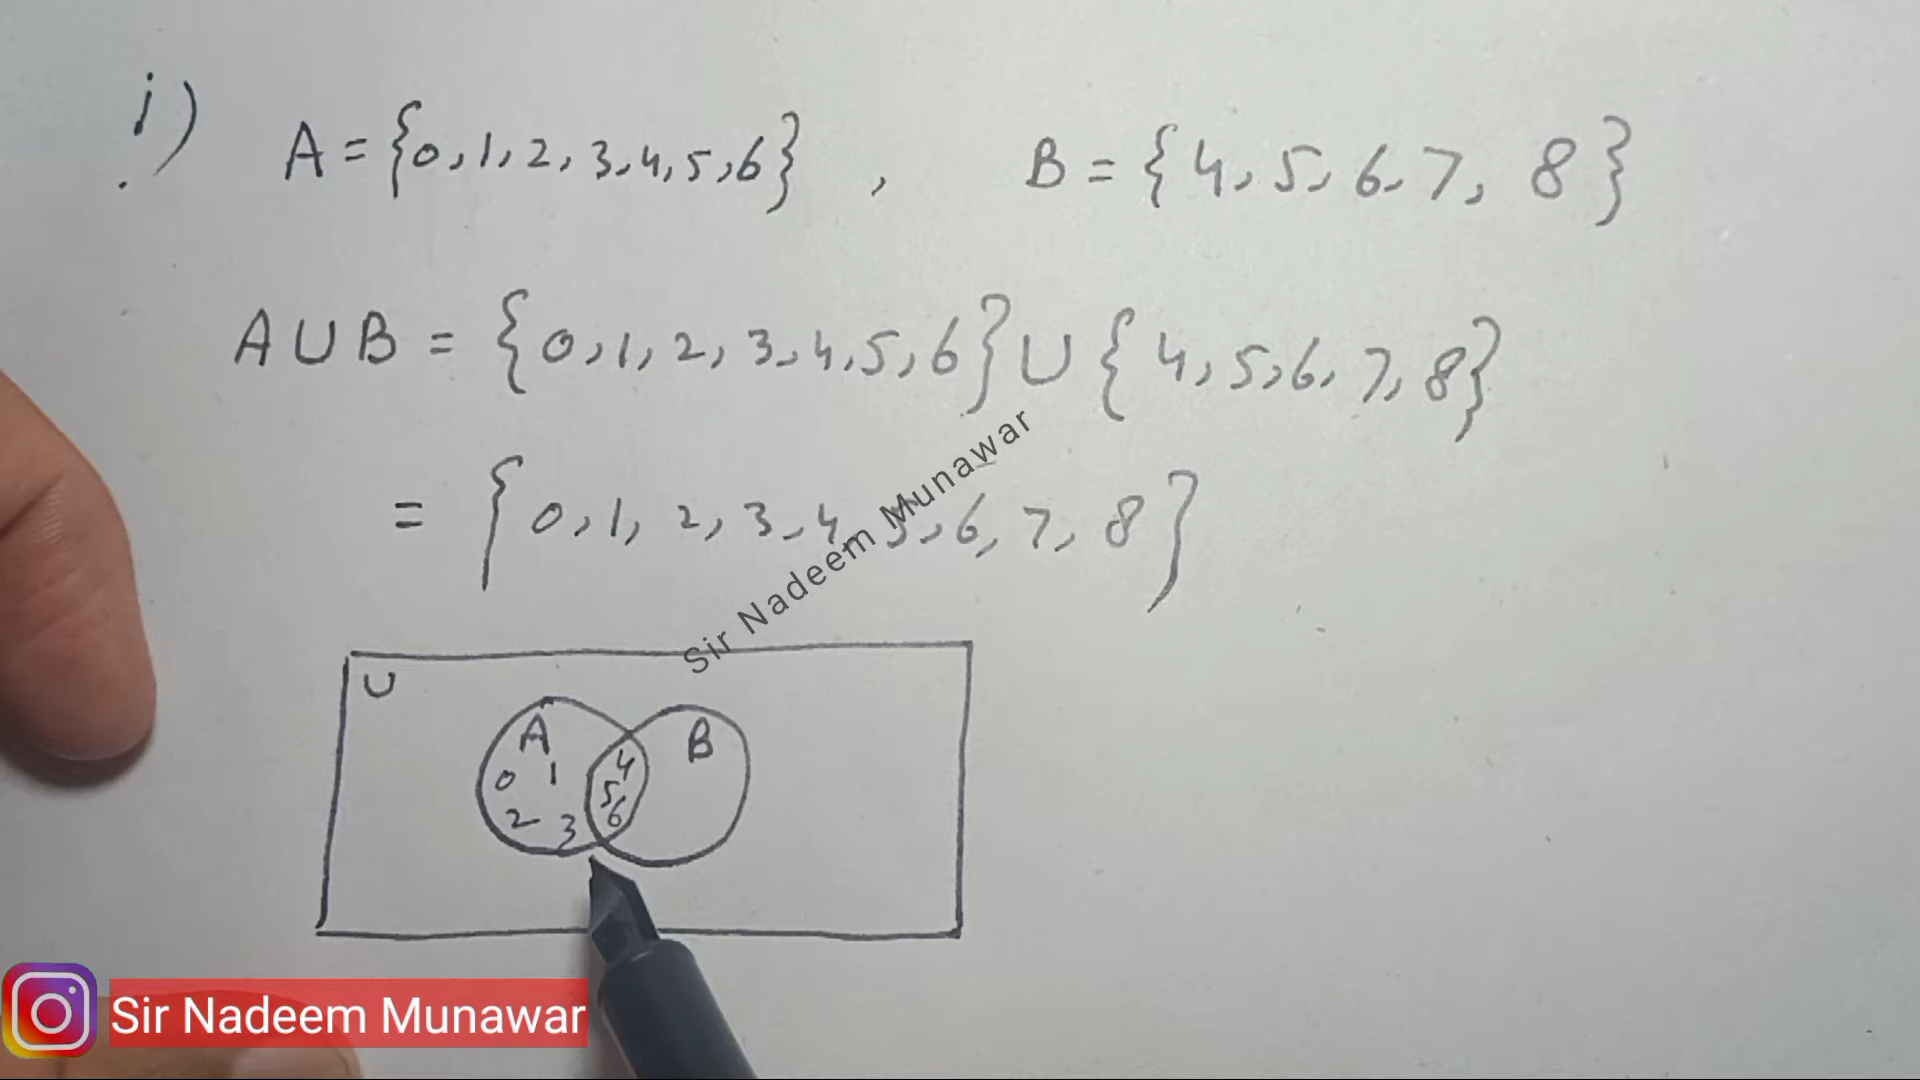 i) A = {0, 1, 2, 3, 4, 5, 6} , B = {4, 5, 6, 7, 8}
A ∪ B = {0, 1, 2, 3, 4, 5, 6} ∪ {4, 5, 6, 7, 8}
= {0, 1, 2, 3, 4, 5, 6, 7, 8}
Sir Nadeem Munawar
U
A B
0 1 4
5
2 3 6
Sir Nadeem Munawar